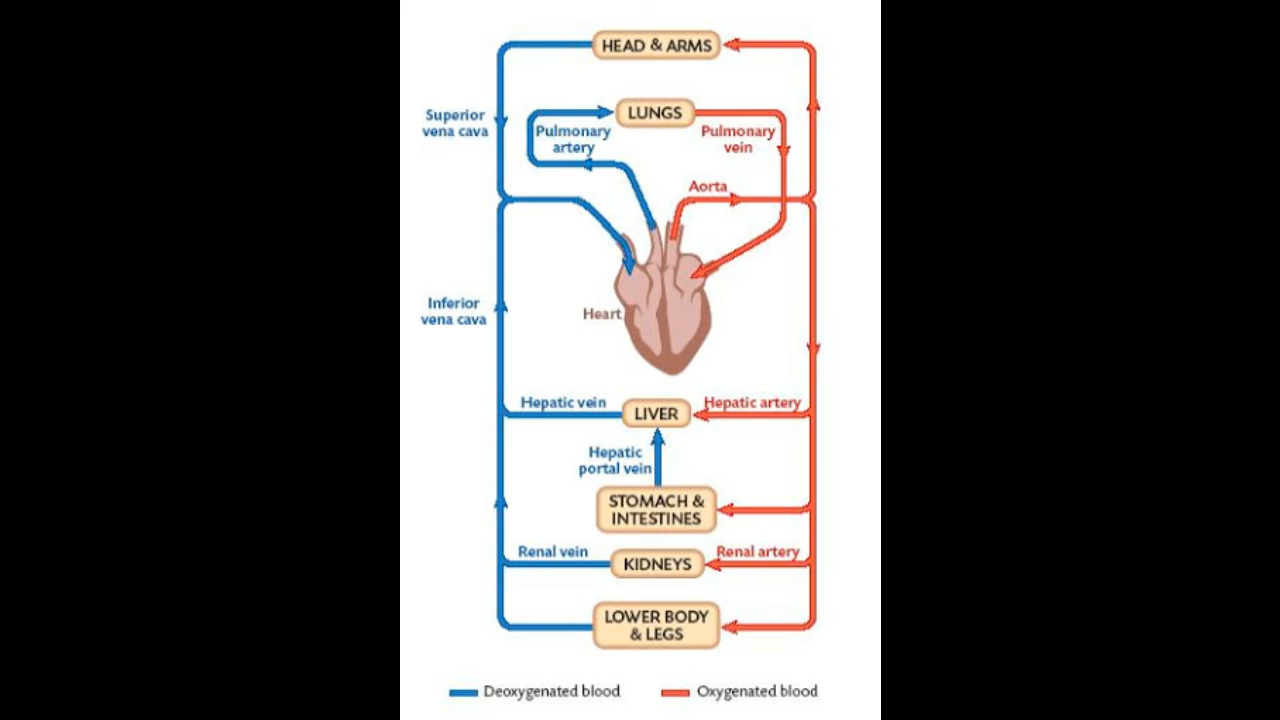 HEAD & ARMS
Superior
vena cava
LUNGS
Pulmonary
artery
Pulmonary
vein
Aorta
Inferior
vena cava
Heart
Hepatic vein
LIVER
Hepatic artery
Hepatic
portal vein
STOMACH &
INTESTINES
Renal vein
KIDNEYS
Renal artery
LOWER BODY
& LEGS
Deoxygenated blood
Oxygenated blood